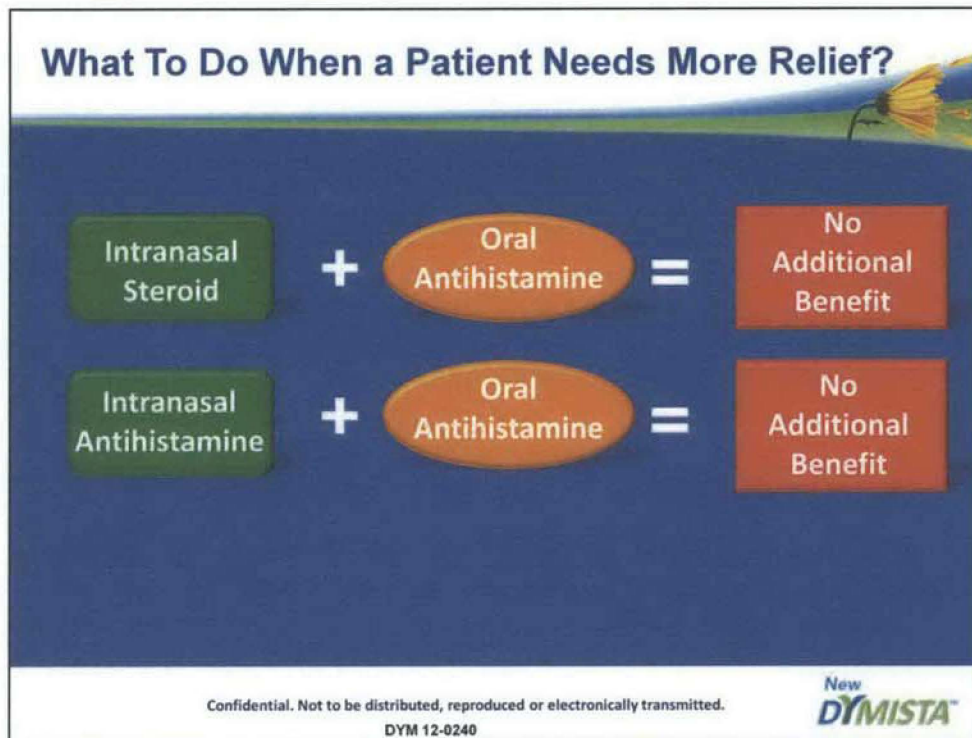 What To Do When a Patient Needs More Relief?
Intranasal
Steroid
+
Oral
Antihistamine
=
No
Additional
Benefit
Intranasal
Antihistamine
+
Oral
Antihistamine
=
No
Additional
Benefit
Confidential. Not to be distributed, reproduced or electronically transmitted.
DYM 12-0240
New
DYMISTA™